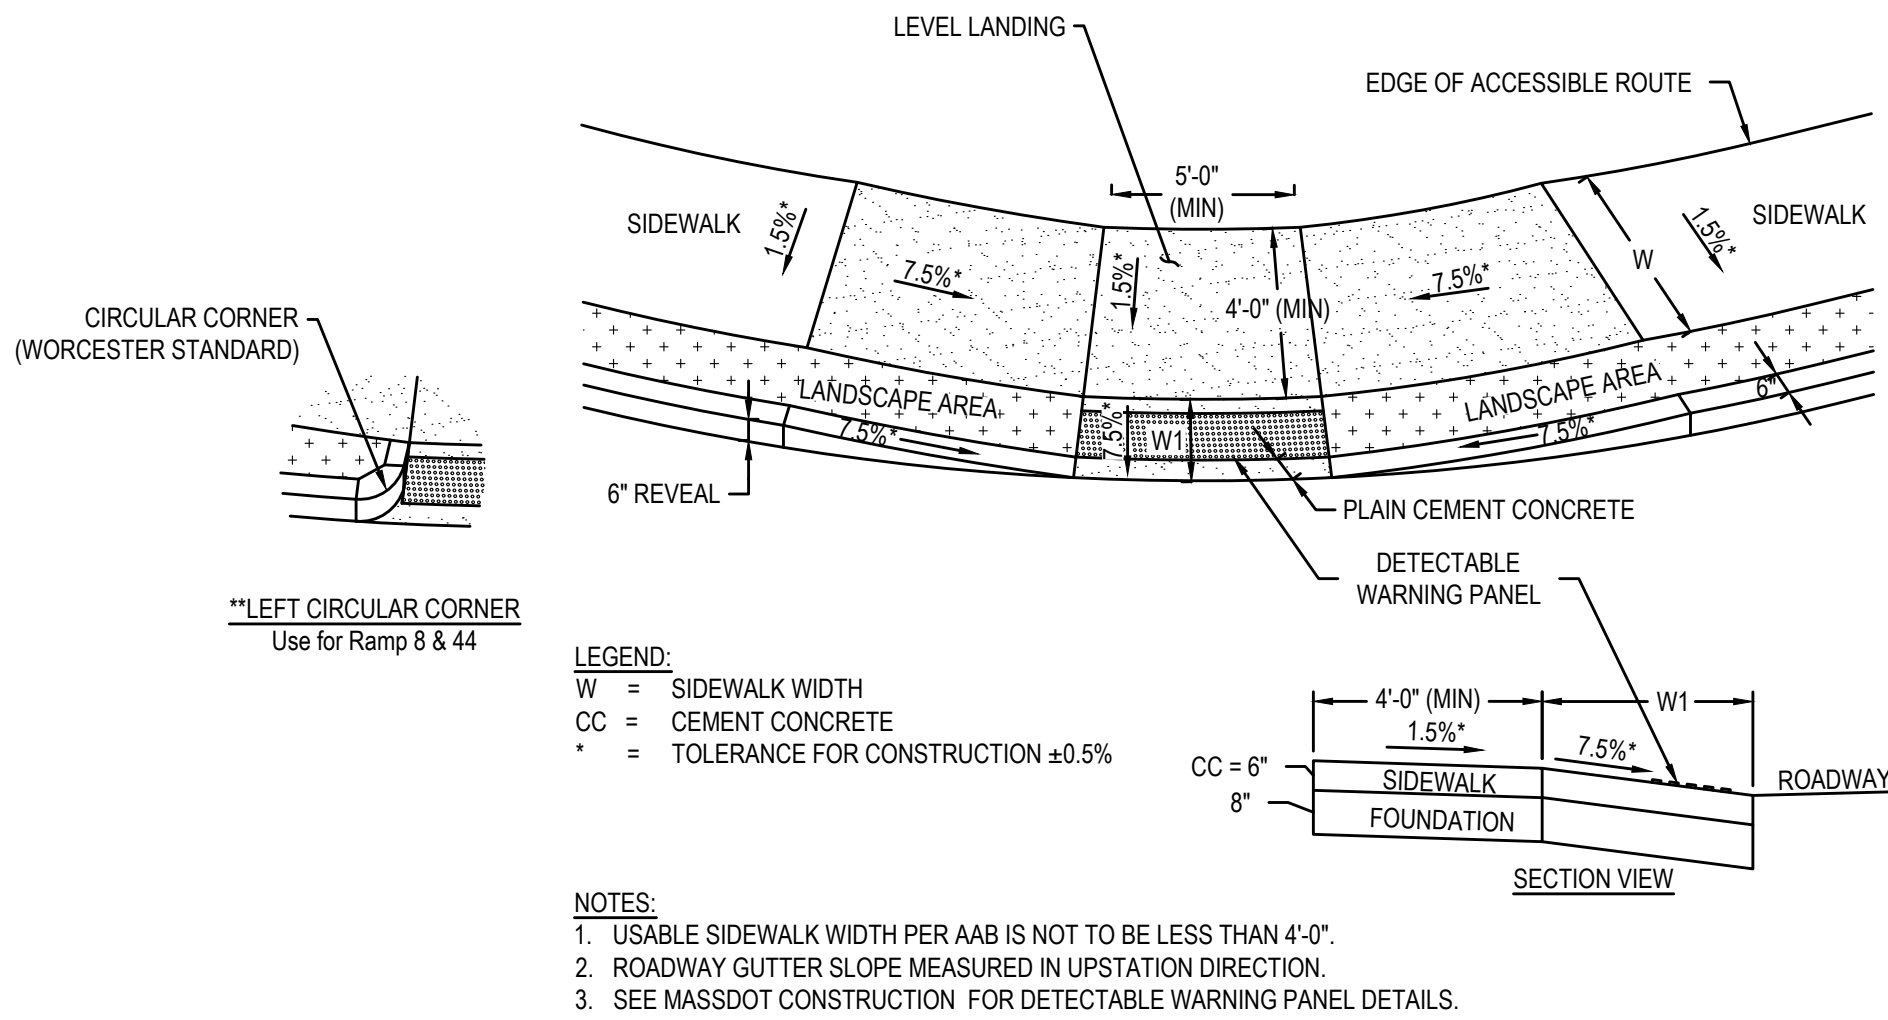 LEVEL LANDING
EDGE OF ACCESSIBLE ROUTE
5'-0"
(MIN)
SIDEWALK
1.5%*
7.5%*
1.5%*
4'-0" (MIN)
7.5%*
W
1.5%*
SIDEWALK
CIRCULAR CORNER
(WORCESTER STANDARD)
LANDSCAPE AREA
7.5%*
7.5%*
W1
LANDSCAPE AREA
7.5%*
6"
6" REVEAL
PLAIN CEMENT CONCRETE
DETECTABLE
WARNING PANEL
**LEFT CIRCULAR CORNER
Use for Ramp 8 & 44
LEGEND:
W = SIDEWALK WIDTH
CC = CEMENT CONCRETE
* = TOLERANCE FOR CONSTRUCTION ±0.5%
4'-0" (MIN)
W1
1.5%*
7.5%*
CC = 6"
8"
SIDEWALK
FOUNDATION
ROADWAY
SECTION VIEW
NOTES:
1. USABLE SIDEWALK WIDTH PER AAB IS NOT TO BE LESS THAN 4'-0".
2. ROADWAY GUTTER SLOPE MEASURED IN UPSTATION DIRECTION.
3. SEE MASSDOT CONSTRUCTION FOR DETECTABLE WARNING PANEL DETAILS.